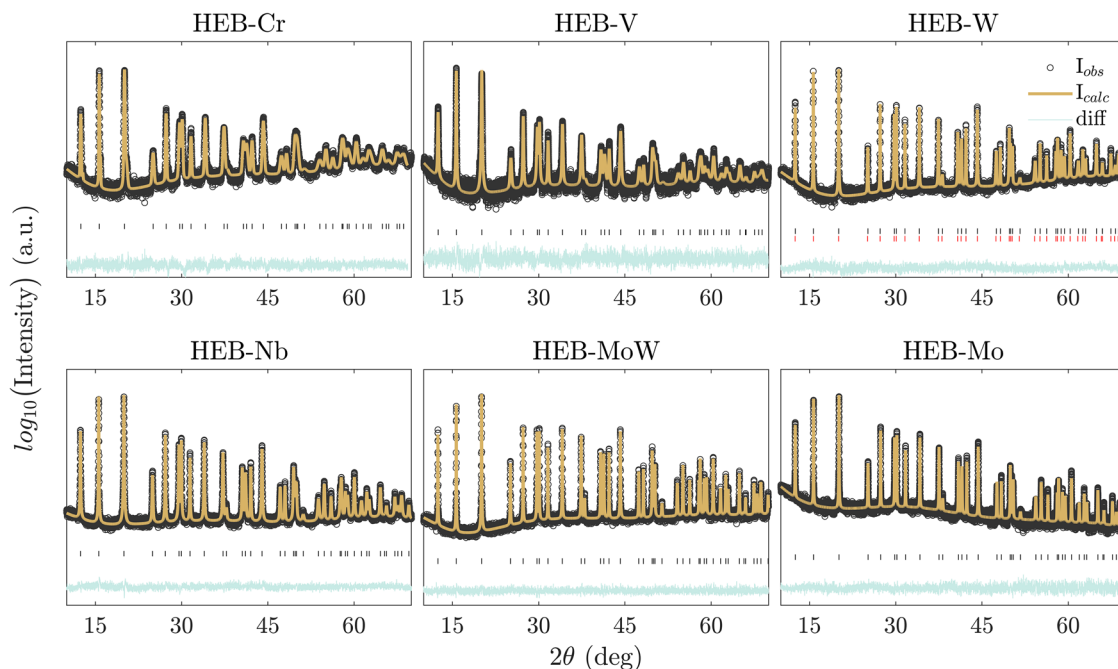 HEB-Cr
HEB-V
HEB-W
I_obs
I_calc
diff
15 30 45 60
15 30 45 60
15 30 45 60
log10(Intensity) (a.u.)
HEB-Nb
HEB-MoW
HEB-Mo
15 30 45 60
15 30 45 60
15 30 45 60
2θ (deg)